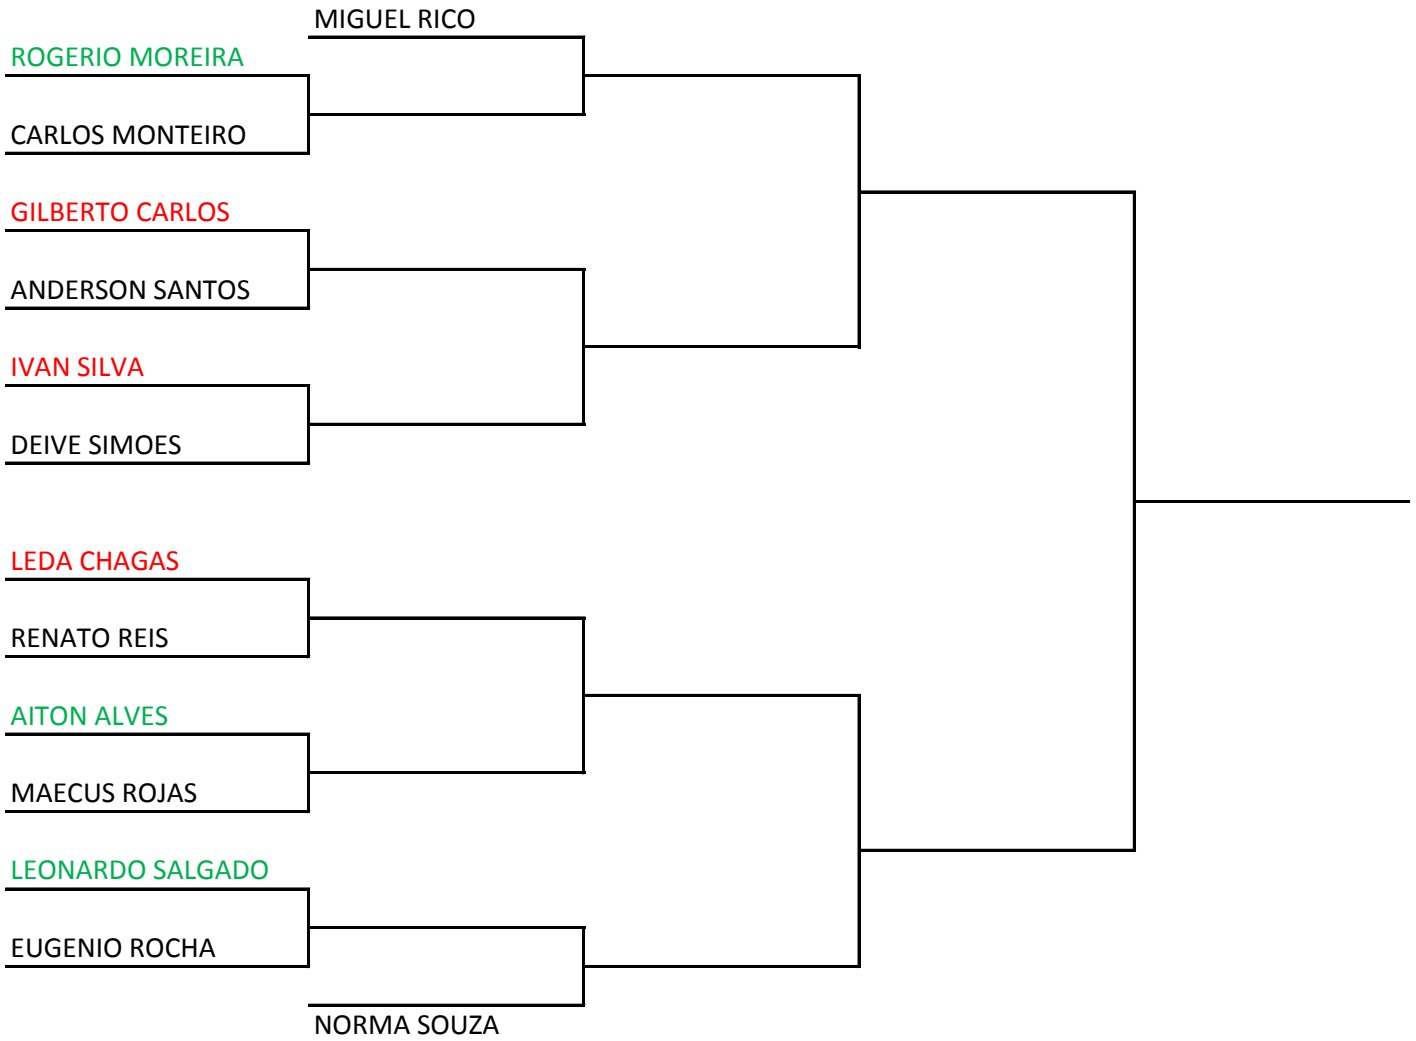 MIGUEL RICO
ROGERIO MOREIRA
CARLOS MONTEIRO
GILBERTO CARLOS
ANDERSON SANTOS
IVAN SILVA
DEIVE SIMOES
LEDA CHAGAS
RENATO REIS
AITON ALVES
MAECUS ROJAS
LEONARDO SALGADO
EUGENIO ROCHA
NORMA SOUZA